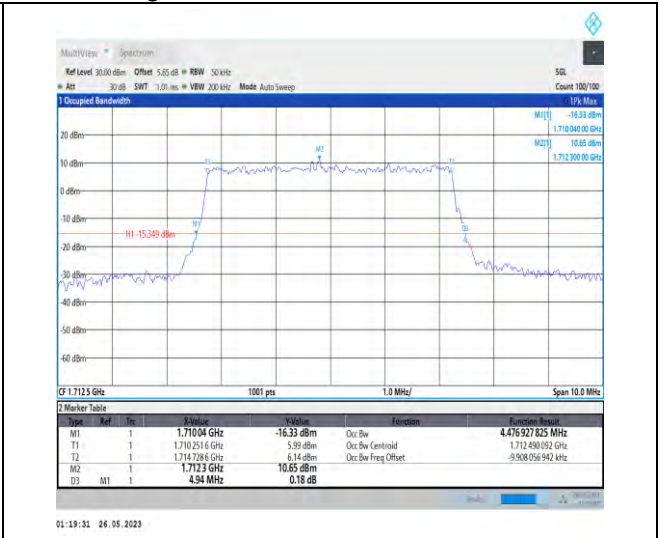 MultiView Spectrum
Ref Level 30.00 dBm Offset 5.65 dB RBW 50 kHz SGL
Att 30 dB SWT 1.01 ms VBW 200 kHz Mode Auto Sweep Count 100/100
1 Occupied Bandwidth 1Pk Max
M1[1] -16.33 dBm
1.710 040 00 GHz
M2[1] 10.65 dBm
1.712 300 00 GHz
20 dBm
M2
10 dBm
T1 T2
0 dBm
-10 dBm
M1 D3
H1 -15.349 dBm
-20 dBm
-30 dBm
-40 dBm
-50 dBm
-60 dBm
CF 1.712 5 GHz 1001 pts 1.0 MHz/ Span 10.0 MHz
2 Marker Table
Type Ref Trc X-Value Y-Value Function Function Result
M1 1 1.710 04 GHz -16.33 dBm Occ Bw 4.476 927 825 MHz
T1 1 1.710 251 6 GHz 5.99 dBm Occ Bw Centroid 1.712 490 092 GHz
T2 1 1.714 728 6 GHz 6.14 dBm Occ Bw Freq Offset -9.908 056 942 kHz
M2 1 1.712 3 GHz 10.65 dBm
D3 M1 1 4.94 MHz 0.18 dB
01:19:31 26.05.2023